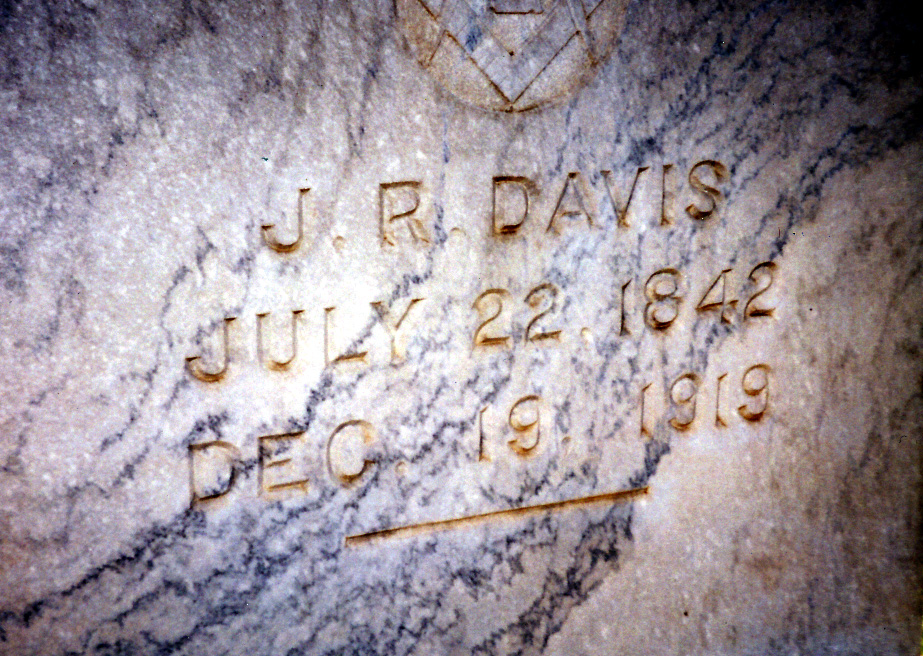 J. R. DAVIS
JULY 22. 1842
DEC. 19. 1919